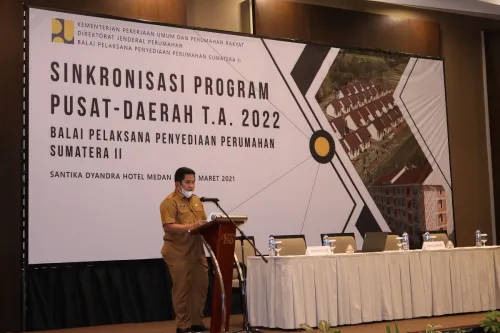 KEMENTERIAN PEKERJAAN UMUM DAN PERUMAHAN RAKYAT
DIREKTORAT JENDERAL PERUMAHAN
BALAI PELAKSANA PENYEDIAAN PERUMAHAN SUMATERA II
SINKRONISASI PROGRAM
PUSAT-DAERAH T.A. 2022
BALAI PELAKSANA PENYEDIAAN PERUMAHAN
SUMATERA II
SANTIKA DYANDRA HOTEL MEDAN MARET 2021